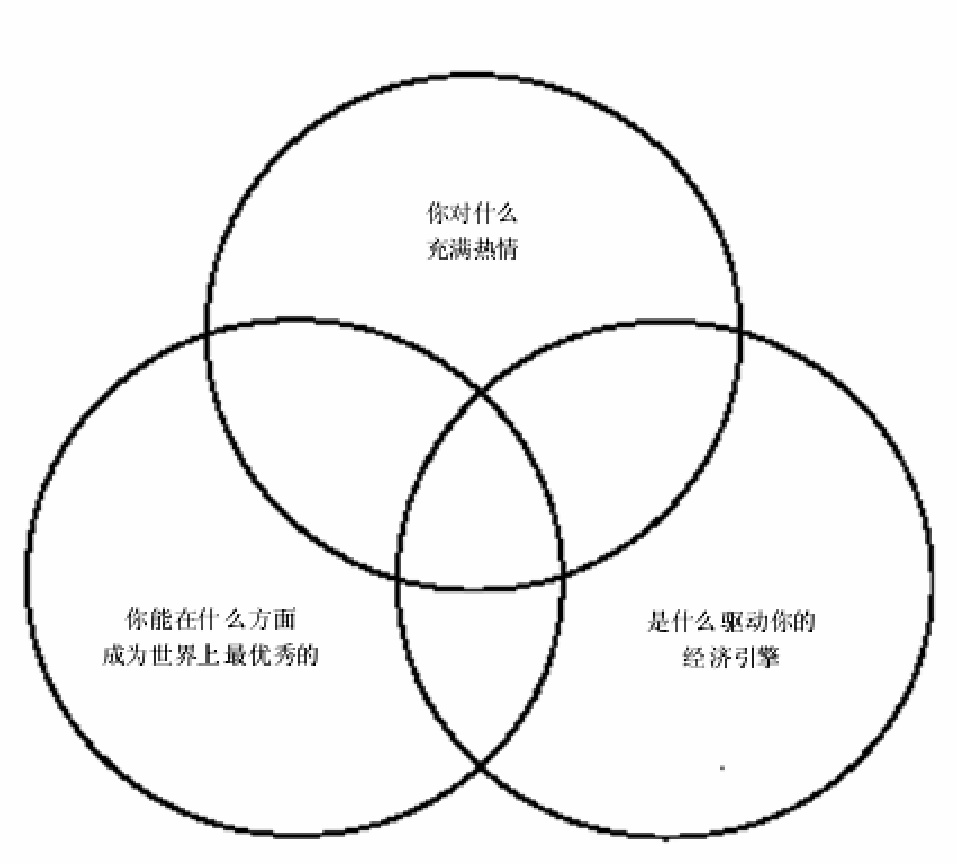 你对什么
充满热情
你能在什么方面
成为世界上最优秀的
是什么驱动你的
经济引擎